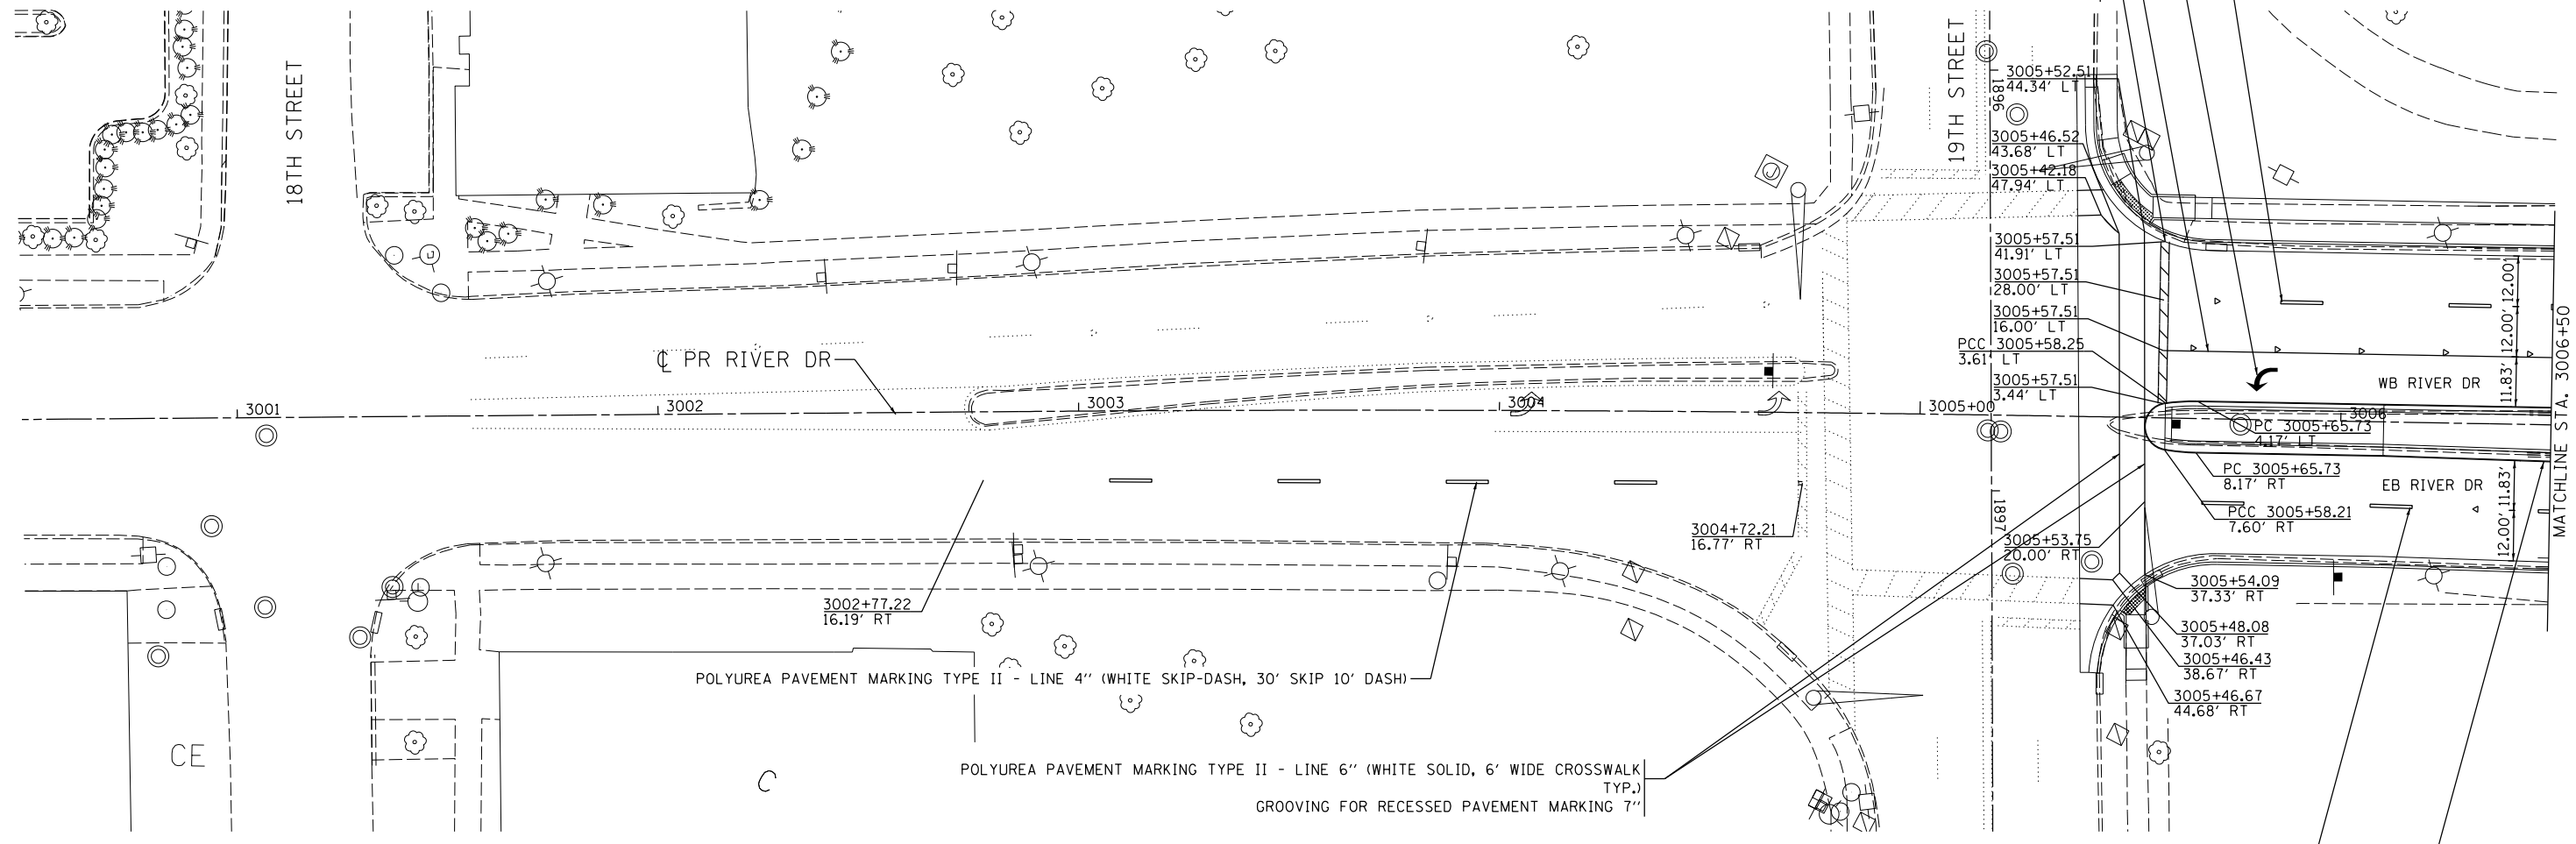 18TH STREET
19TH STREET
1896
3005+52.51
44.34' LT
3005+46.52
43.68' LT
3005+42.18
47.94' LT
3005+57.51
41.91' LT
3005+57.51
28.00' LT
3005+57.51
16.00' LT
PCC 3005+58.25
3.61' LT
3005+57.51
3.44' LT
12.00'
12.00'
11.83'
WB RIVER DR
MATCHLINE STA. 3006+50
℄ PR RIVER DR
3001
3002
3003
3004
3005+00
3006
PC 3005+65.73
4.17' LT
PC 3005+65.73
8.17' RT
EB RIVER DR
11.83'
12.00'
PCC 3005+58.21
7.60' RT
1897
3004+72.21
16.77' RT
3005+53.75
20.00' RT
3005+54.09
37.33' RT
3002+77.22
16.19' RT
3005+48.08
37.03' RT
3005+46.43
38.67' RT
3005+46.67
44.68' RT
POLYUREA PAVEMENT MARKING TYPE II - LINE 4" (WHITE SKIP-DASH, 30' SKIP 10' DASH)
CE
C
POLYUREA PAVEMENT MARKING TYPE II - LINE 6" (WHITE SOLID, 6' WIDE CROSSWALK
TYP.)
GROOVING FOR RECESSED PAVEMENT MARKING 7"